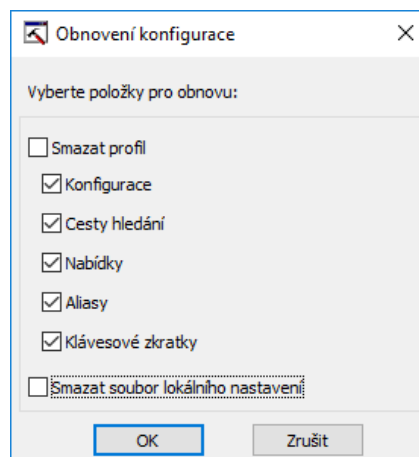 Obnovení konfigurace
Vyberte položky pro obnovu:
Smazat profil
Konfigurace
Cesty hledání
Nabídky
Aliasy
Klávesové zkratky
Smazat soubor lokálního nastavení
OK
Zrušit